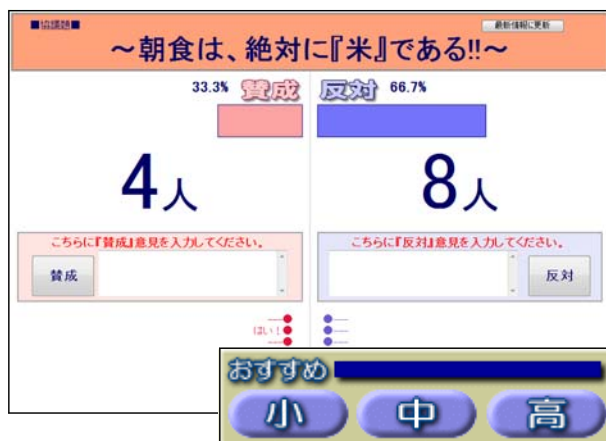 ■協議題■
最新情報に更新
～朝食は、絶対に『米』である!!～
33.3% 賛成
反対 66.7%
4人
8人
こちらに『賛成』意見を入力してください。
賛成
こちらに『反対』意見を入力してください。
反対
はい!
おすすめ
小 中 高